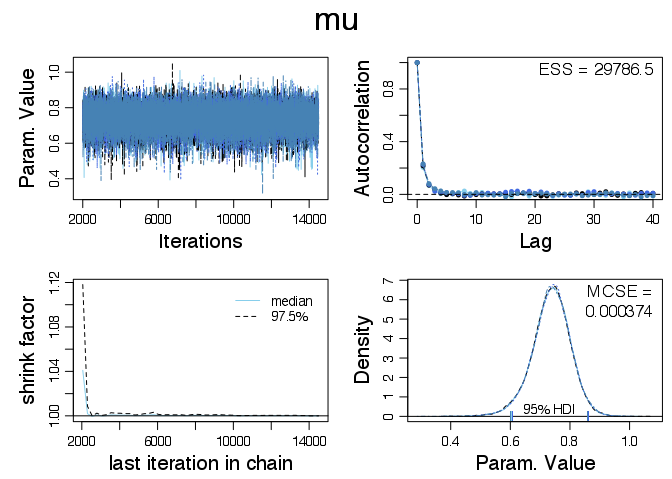 mu
Param. Value
0.4 0.6 0.8 1.0
2000 6000 10000 14000
Iterations
Autocorrelation
0.0 0.4 0.8
ESS = 29786.5
0 10 20 30 40
Lag
shrink factor
1.00 1.04 1.08 1.12
median
97.5%
2000 6000 10000 14000
last iteration in chain
Density
0 1 2 3 4 5 6 7
MCSE =
0.000374
95% HDI
0.4 0.6 0.8 1.0
Param. Value